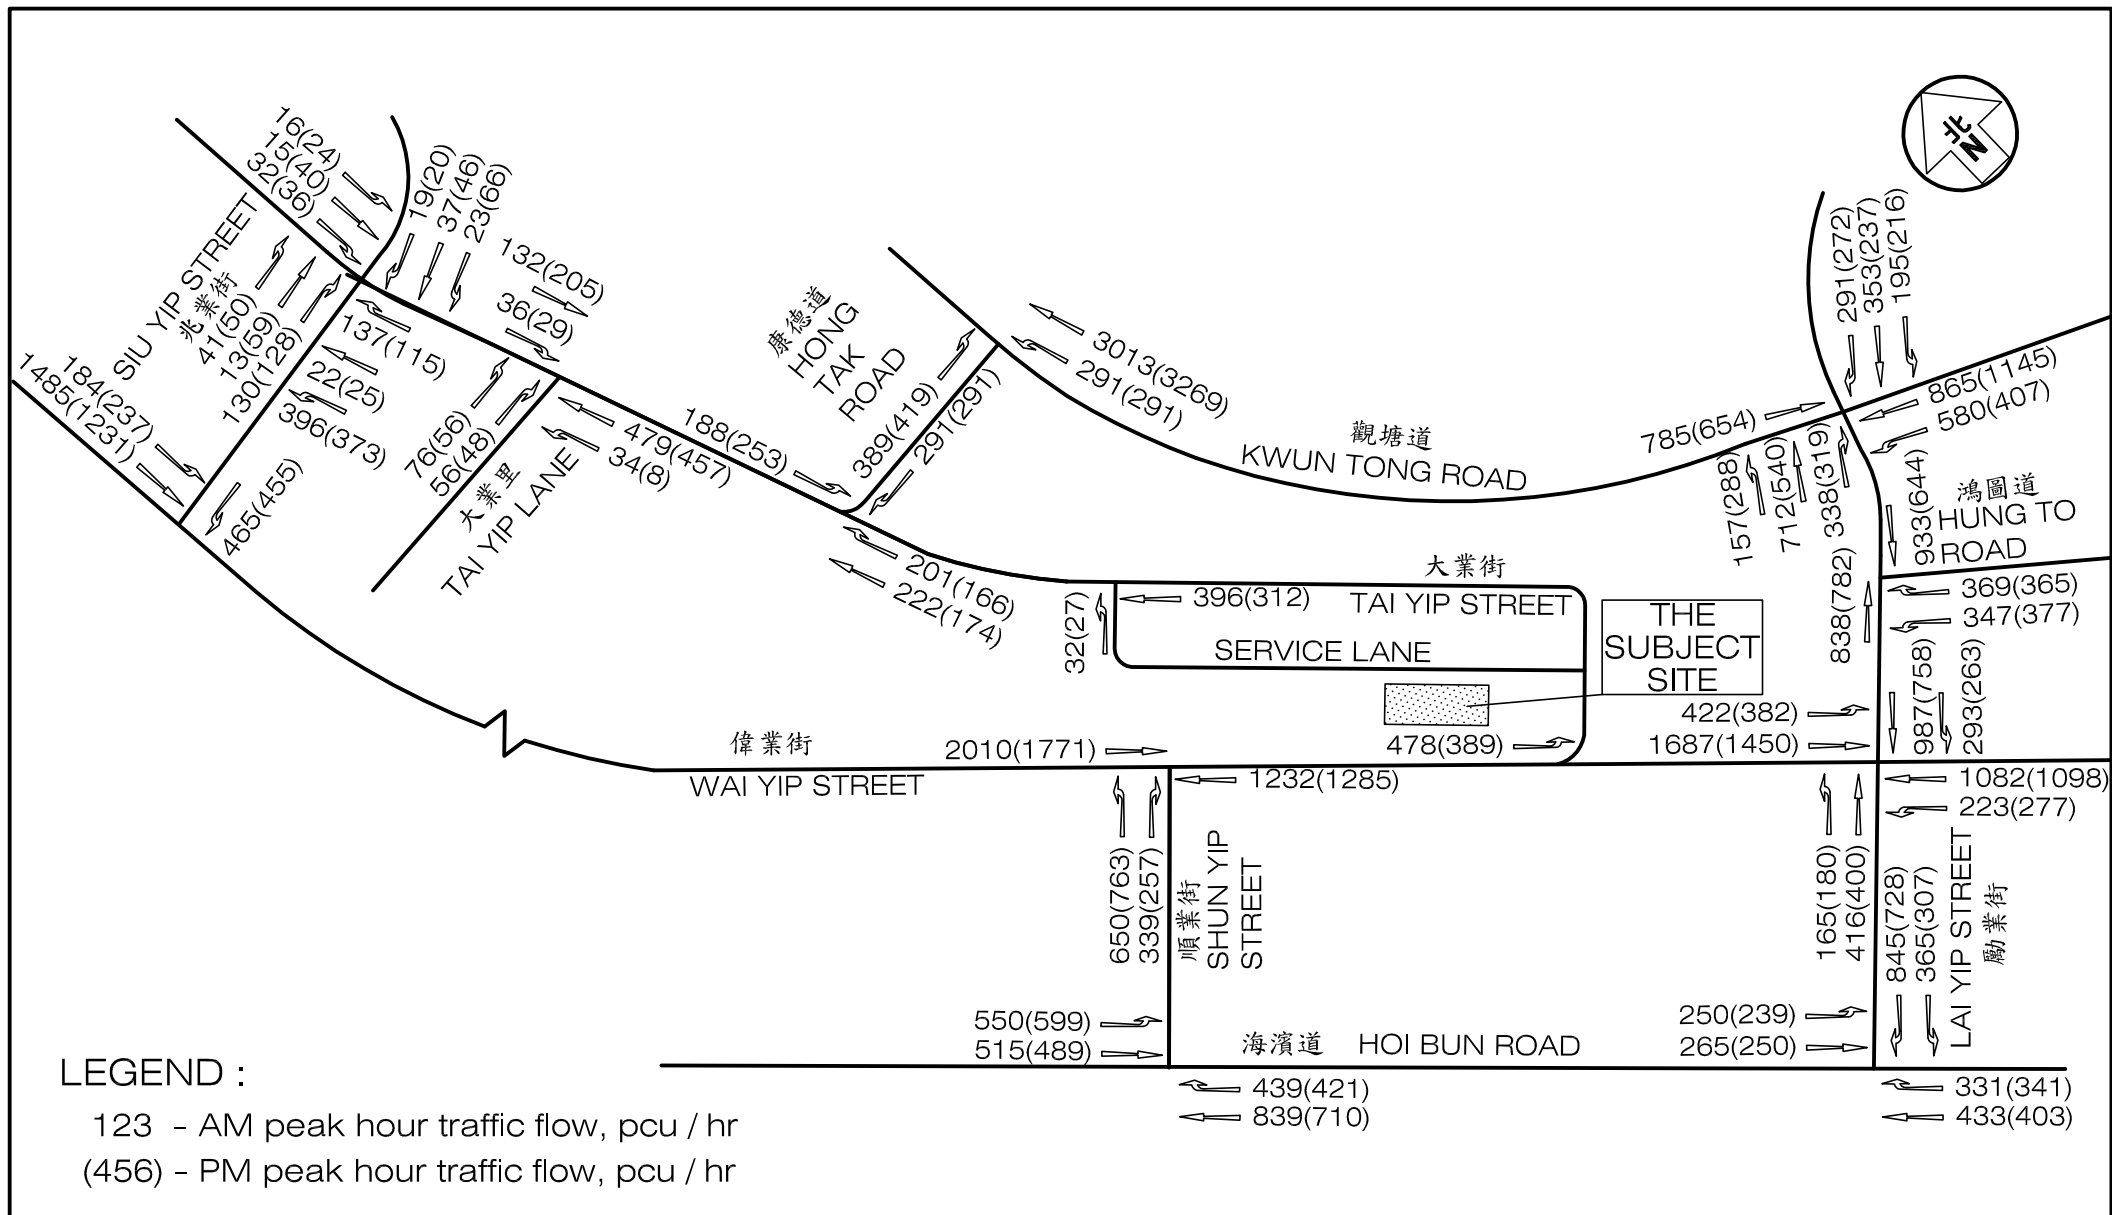 16(24)
15(40)
32(36)
19(20)
37(46)
23(66)
132(205)
36(29)
北
N
SIU YIP STREET
兆業街
41(50)
13(59)
130(128)
184(237)
1485(1231)
137(115)
22(25)
396(373)
465(455)
76(56)
56(48)
大業里
TAI YIP LANE
479(457)
34(8)
188(253)
康德道
HONG
TAK
ROAD
389(419)
291(291)
3013(3269)
291(291)
201(166)
222(174)
觀塘道
KWUN TONG ROAD
291(272)
353(237)
195(216)
785(654)
865(1145)
580(407)
157(288)
712(540)
338(319)
933(644)
鴻圖道
HUNG TO
ROAD
838(782)
369(365)
347(377)
大業街
TAI YIP STREET
396(312)
32(27)
SERVICE LANE
THE
SUBJECT
SITE
987(758)
293(263)
422(382)
1687(1450)
478(389)
偉業街
WAI YIP STREET
2010(1771)
1232(1285)
1082(1098)
223(277)
650(763)
339(257)
順業街
SHUN YIP
STREET
165(180)
416(400)
845(728)
365(307)
LAI YIP STREET
勵業街
550(599)
515(489)
海濱道 HOI BUN ROAD
250(239)
265(250)
439(421)
839(710)
331(341)
433(403)
LEGEND :
123 - AM peak hour traffic flow, pcu / hr
(456) - PM peak hour traffic flow, pcu / hr